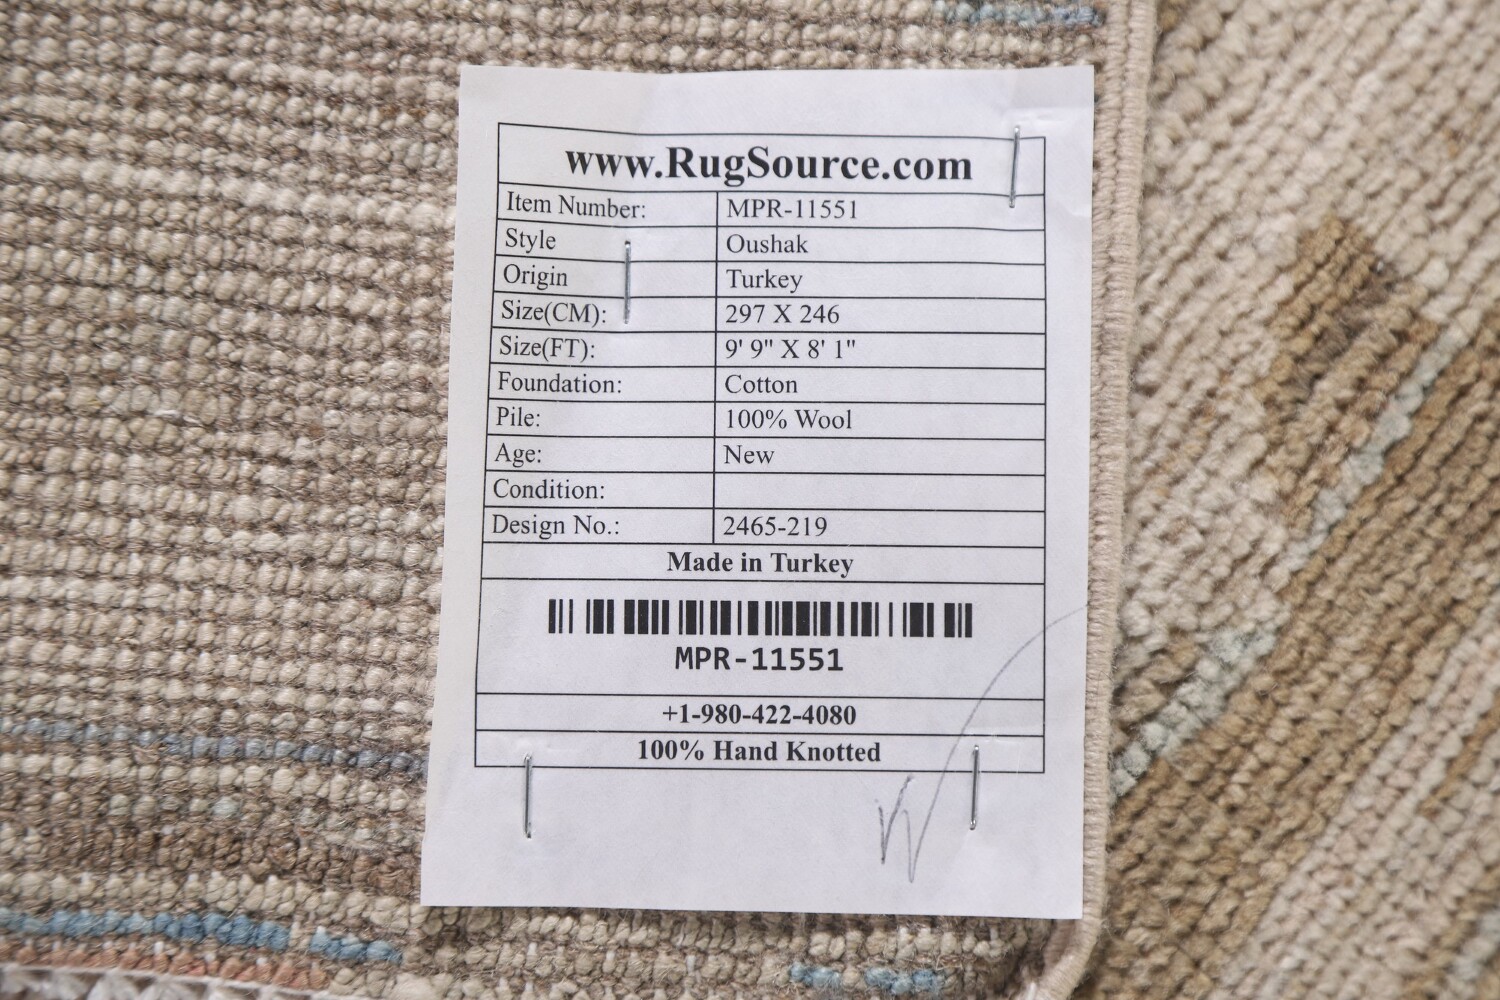 www.RugSource.com
Item Number: MPR-11551
Style Oushak
Origin Turkey
Size(CM): 297 X 246
Size(FT): 9' 9" X 8' 1"
Foundation: Cotton
Pile: 100% Wool
Age: New
Condition:
Design No.: 2465-219
Made in Turkey
MPR-11551
+1-980-422-4080
100% Hand Knotted